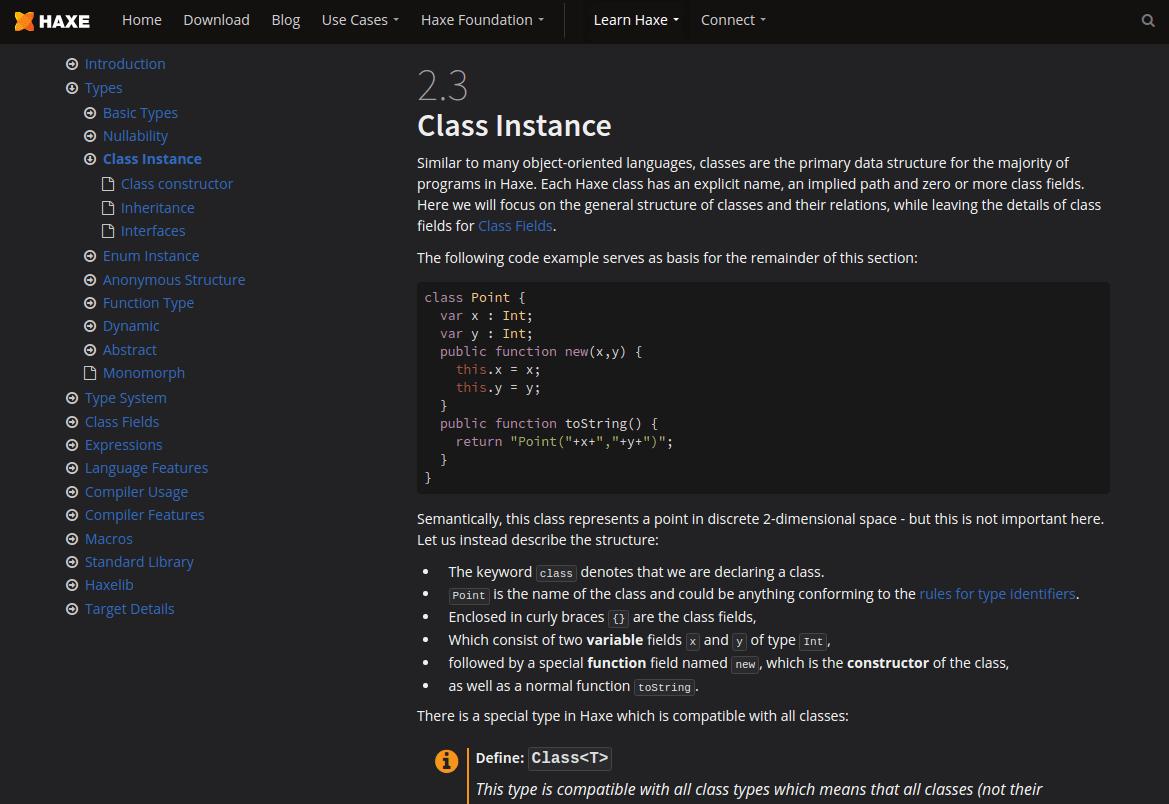 HAXE Home Download Blog Use Cases Haxe Foundation Learn Haxe Connect
Introduction
Types
Basic Types
Nullability
Class Instance
Class constructor
Inheritance
Interfaces
Enum Instance
Anonymous Structure
Function Type
Dynamic
Abstract
Monomorph
Type System
Class Fields
Expressions
Language Features
Compiler Usage
Compiler Features
Macros
Standard Library
Haxelib
Target Details
2.3
Class Instance
Similar to many object-oriented languages, classes are the primary data structure for the majority of
programs in Haxe. Each Haxe class has an explicit name, an implied path and zero or more class fields.
Here we will focus on the general structure of classes and their relations, while leaving the details of class
fields for Class Fields.
The following code example serves as basis for the remainder of this section:
class Point {
  var x : Int;
  var y : Int;
  public function new(x,y) {
    this.x = x;
    this.y = y;
  }
  public function toString() {
    return "Point("+x+","+y+")";
  }
}
Semantically, this class represents a point in discrete 2-dimensional space - but this is not important here.
Let us instead describe the structure:
• The keyword class denotes that we are declaring a class.
• Point is the name of the class and could be anything conforming to the rules for type identifiers.
• Enclosed in curly braces {} are the class fields,
• Which consist of two variable fields x and y of type Int,
• followed by a special function field named new, which is the constructor of the class,
• as well as a normal function toString.
There is a special type in Haxe which is compatible with all classes:
Define: Class<T>
This type is compatible with all class types which means that all classes (not their